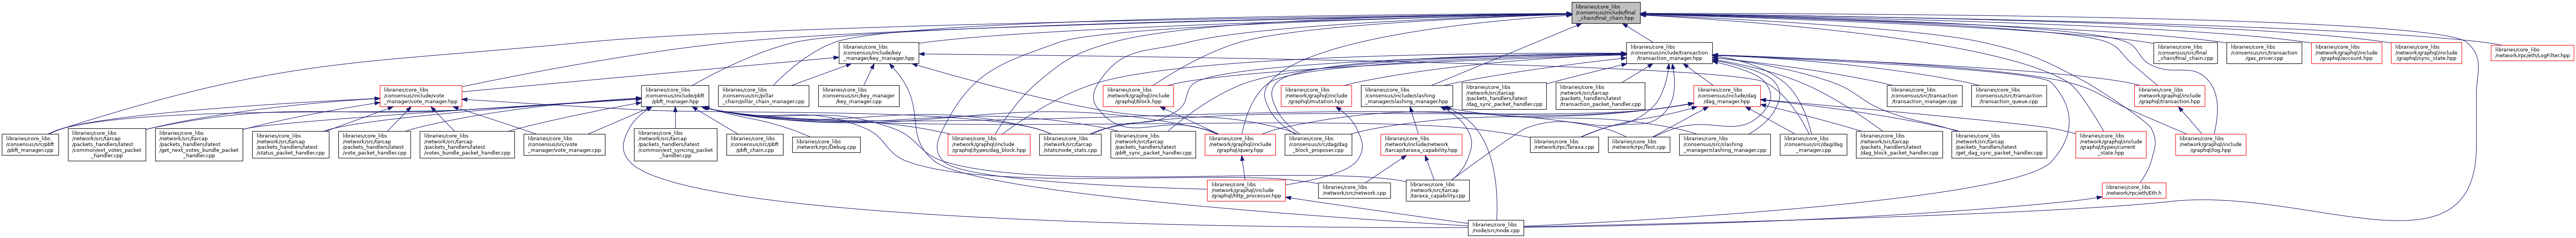 libraries/core_libs
/consensus/include/final
_chain/final_chain.hpp
libraries/core_libs
/consensus/include/key
_manager/key_manager.hpp
libraries/core_libs
/consensus/include/transaction
_manager/transaction_manager.hpp
libraries/core_libs
/consensus/src/final
_chain/final_chain.cpp
libraries/core_libs
/consensus/src/transaction
/gas_pricer.cpp
libraries/core_libs
/network/graphql/include
/graphql/account.hpp
libraries/core_libs
/network/graphql/include
/graphql/sync_state.hpp
libraries/core_libs
/network/rpc/eth/LogFilter.hpp
libraries/core_libs
/consensus/include/vote
_manager/vote_manager.hpp
libraries/core_libs
/consensus/include/pbft
/pbft_manager.hpp
libraries/core_libs
/consensus/src/pillar
_chain/pillar_chain_manager.cpp
libraries/core_libs
/consensus/src/key_manager
/key_manager.cpp
libraries/core_libs
/network/graphql/include
/graphql/block.hpp
libraries/core_libs
/network/graphql/include
/graphql/mutation.hpp
libraries/core_libs
/consensus/include/slashing
_manager/slashing_manager.hpp
libraries/core_libs
/network/src/tarcap
/packets_handlers/latest
/dag_sync_packet_handler.cpp
libraries/core_libs
/network/src/tarcap
/packets_handlers/latest
/transaction_packet_handler.cpp
libraries/core_libs
/consensus/include/dag
/dag_manager.hpp
libraries/core_libs
/consensus/src/transaction
/transaction_manager.cpp
libraries/core_libs
/consensus/src/transaction
/transaction_queue.cpp
libraries/core_libs
/network/graphql/include
/graphql/transaction.hpp
libraries/core_libs
/consensus/src/pbft
/pbft_manager.cpp
libraries/core_libs
/network/src/tarcap
/packets_handlers/latest
/common/ext_votes_packet
_handler.cpp
libraries/core_libs
/network/src/tarcap
/packets_handlers/latest
/get_next_votes_bundle_packet
_handler.cpp
libraries/core_libs
/network/src/tarcap
/packets_handlers/latest
/status_packet_handler.cpp
libraries/core_libs
/network/src/tarcap
/packets_handlers/latest
/vote_packet_handler.cpp
libraries/core_libs
/network/src/tarcap
/packets_handlers/latest
/votes_bundle_packet_handler.cpp
libraries/core_libs
/consensus/src/vote
_manager/vote_manager.cpp
libraries/core_libs
/network/src/tarcap
/packets_handlers/latest
/common/ext_syncing_packet
_handler.cpp
libraries/core_libs
/consensus/src/pbft
/pbft_chain.cpp
libraries/core_libs
/network/rpc/Debug.cpp
libraries/core_libs
/network/graphql/include
/graphql/types/dag_block.hpp
libraries/core_libs
/network/src/tarcap
/stats/node_stats.cpp
libraries/core_libs
/network/src/tarcap
/packets_handlers/latest
/pbft_sync_packet_handler.cpp
libraries/core_libs
/network/graphql/include
/graphql/query.hpp
libraries/core_libs
/consensus/src/dag/dag
_block_proposer.cpp
libraries/core_libs
/network/include/network
/tarcap/taraxa_capability.hpp
libraries/core_libs
/network/rpc/Taraxa.cpp
libraries/core_libs
/network/rpc/Test.cpp
libraries/core_libs
/consensus/src/slashing
_manager/slashing_manager.cpp
libraries/core_libs
/consensus/src/dag/dag
_manager.cpp
libraries/core_libs
/network/src/tarcap
/packets_handlers/latest
/dag_block_packet_handler.cpp
libraries/core_libs
/network/src/tarcap
/packets_handlers/latest
/get_dag_sync_packet_handler.cpp
libraries/core_libs
/network/graphql/include
/graphql/types/current
_state.hpp
libraries/core_libs
/network/graphql/include
/graphql/log.hpp
libraries/core_libs
/network/graphql/include
/graphql/http_processor.hpp
libraries/core_libs
/network/src/network.cpp
libraries/core_libs
/network/src/tarcap
/taraxa_capability.cpp
libraries/core_libs
/network/rpc/eth/Eth.h
libraries/core_libs
/node/src/node.cpp